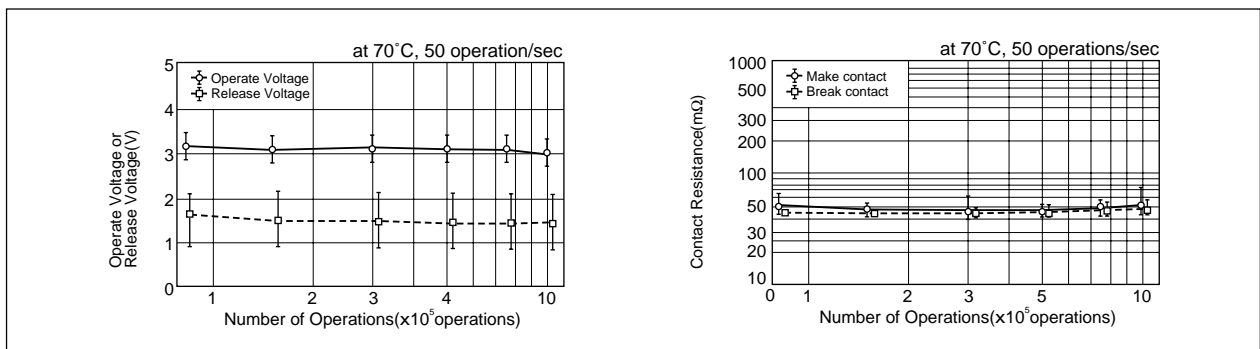 at 70°C, 50 operation/sec
Operate Voltage
Release Voltage
Operate Voltage or
Release Voltage(V)
5
4
3
2
1
0
1 2 3 4 10
Number of Operations(x10⁵operations)
at 70°C, 50 operations/sec
Make contact
Break contact
Contact Resistance(mΩ)
1000
500
300
200
100
50
30
20
10
0 1 2 3 5 10
Number of Operations(x10⁵operations)